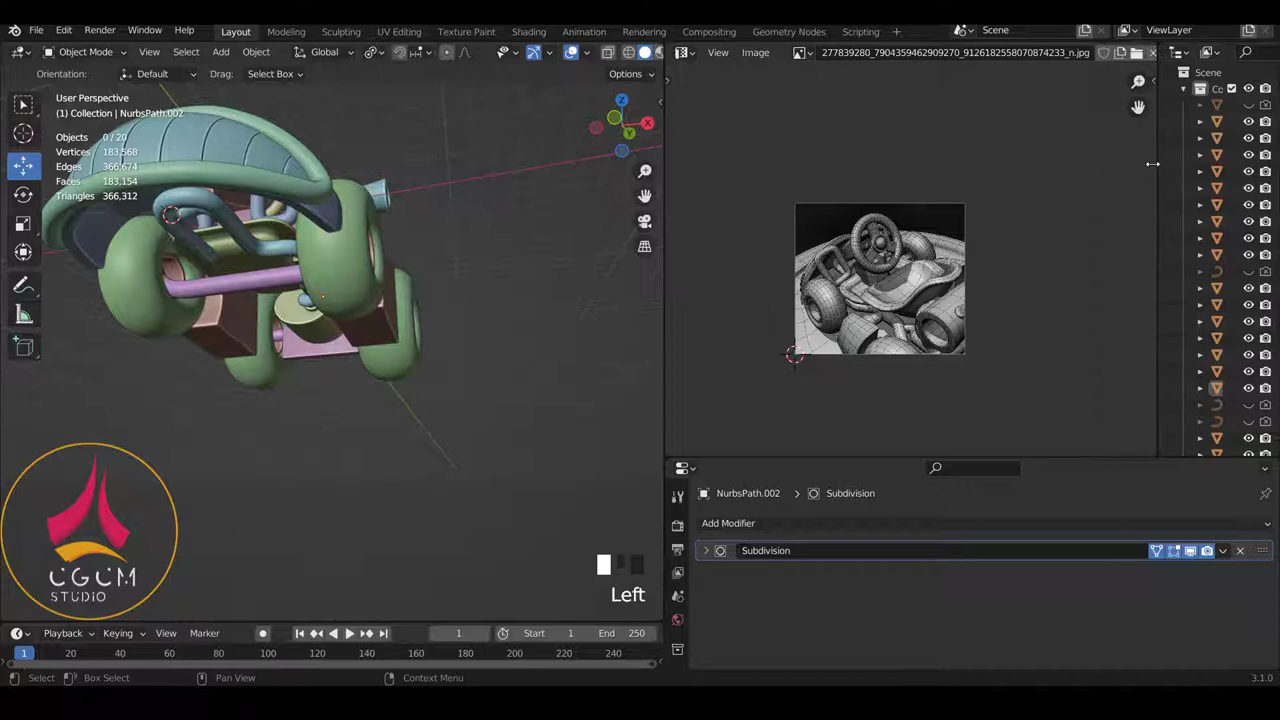 File Edit Render Window Help Layout Modeling Sculpting UV Editing Texture Paint Shading Animation Rendering Compositing Geometry Nodes Scripting + Scene ViewLayer
Object Mode View Select Add Object Global View Image 277839280_7904359462909270_9126182558070874233_n.jpg
Orientation: Default Drag: Select Box Options
Scene
Co
User Perspective
(1) Collection | NurbsPath.002
Objects 0 / 20
Vertices 183,568
Edges 366,674
Faces 183,154
Triangles 366,312
Z
X
Y
NurbsPath.002 > Subdivision
Add Modifier
Subdivision
CGCM
STUDIO
Left
Playback Keying View Marker 1 Start 1 End 250
1 20 40 60 80 100 120 140 160 180 200 220 240
Select Box Select Pan View Context Menu 3.1.0